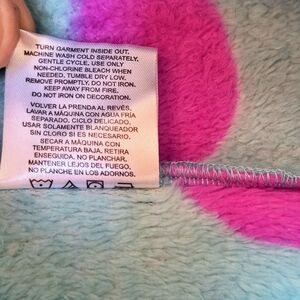 TURN GARMENT INSIDE OUT.
MACHINE WASH COLD SEPARATELY.
GENTLE CYCLE. USE ONLY
NON-CHLORINE BLEACH WHEN
NEEDED. TUMBLE DRY LOW.
REMOVE PROMPTLY. DO NOT IRON.
KEEP AWAY FROM FIRE.
DO NOT IRON ON DECORATION.
VOLVER LA PRENDA AL REVÉS.
LAVAR A MÁQUINA CON AGUA FRIA
SEPARADO. CICLO DELICADO.
USAR SOLAMENTE BLANQUEADOR
SIN CLORO SI ES NECESARIO.
SECAR A MÁQUINA CON
TEMPERATURA BAJA, RETIRA
ENSEGUIDA. NO PLANCHAR.
MANTENER LEJOS DEL FUEGO.
NO PLANCHE EN LOS ADORNOS.